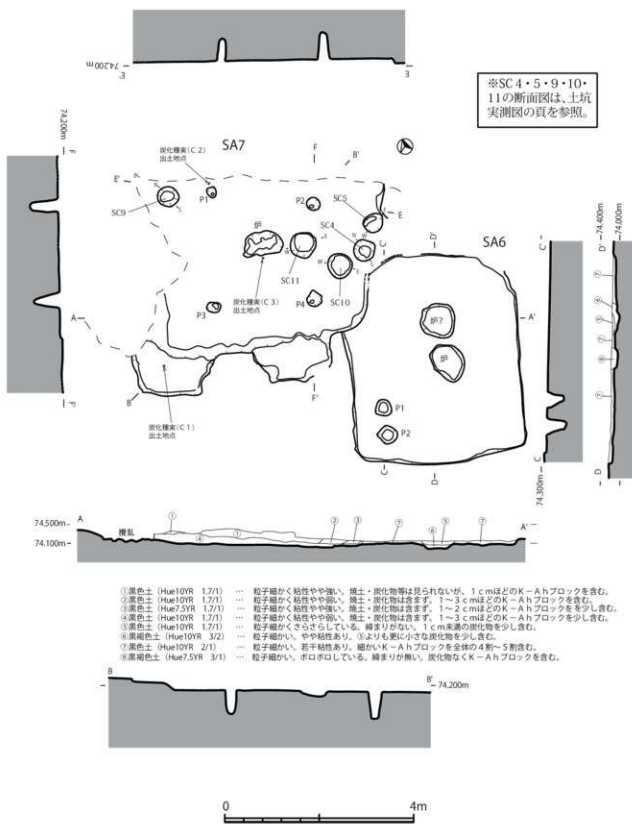 74.200 m
E'
E
※SC4・5・9・10・
11の断面図は、土坑
実測図の頁を参照。
74.200m
F
F'
SA7
炭化種実(C 2)
出土地点
F
B'
E'
SC9
P1
P2
SC5
E
炉
SC4
SC11
SC10
炭化種実(C 3)
出土地点
P3
P4
A
B
F'
炭化種実(C 1)
出土地点
SA6
C'
D'
炉?
A'
炉
P1
P2
C
D
C'
C
74.300m
74.400m
74.000m
D'
D
⑦
④
⑤
⑦
⑧
⑦
A
74.500m
74.100m
攪乱
①
④
①
②
③
⑦
⑥
⑤
⑦
A'
①黒色土(Hue10YR 1.7/1) … 粒子細かく粘性やや強い。焼土・炭化物等は見られないが、1cmほどのK-Ahブロックを含む。
②黒色土(Hue10YR 1.7/1) … 粒子細かく粘性やや弱い。焼土・炭化物は含まず。1~3cmほどのK-Ahブロックを含む。
③黒色土(Hue7.5YR 1.7/1) … 粒子細かく粘性やや強い。焼土・炭化物は含まず。1~2cmほどのK-Ahブロックをを少し含む。
④黒色土(Hue10YR 1.7/1) … 粒子細かく粘性やや弱い。焼土・炭化物は含まず。1~3cmほどのK-Ahブロックを少し含む。
⑤黒色土(Hue10YR 1.7/1) … 粒子細かくさらさらしている。締まりがない。1cm未満の炭化物を少し含む。
⑥黒褐色土(Hue10YR 3/2) … 粒子細かい。やや粘性あり。⑤よりも更に小さな炭化物を少し含む。
⑦黒色土(Hue10YR 2/1) … 粒子細かい。若干粘性あり。細かいK-Ahブロックを全体の4割~5割含む。
⑧黒褐色土(Hue7.5YR 3/1) … 粒子細かい。ボロボロしている。締まりが無い。炭化物なくK-Ahブロックを含む。
B
B'
74.200m
0
4m